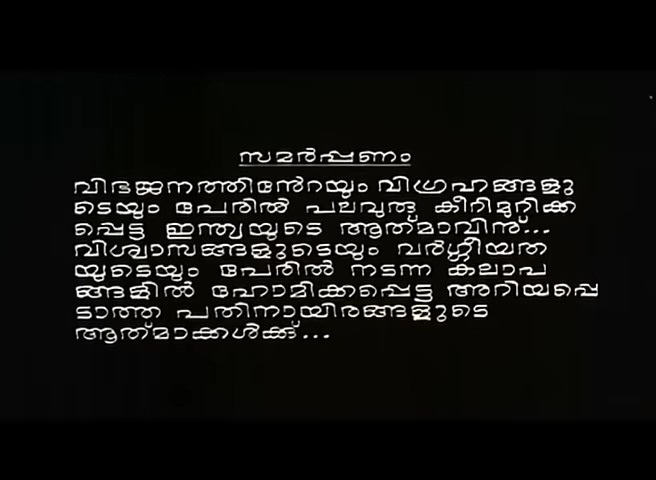 സമർപ്പണം
വിഭജനത്തിന്റേയും വിഗ്രഹങ്ങളു
ടെയും പേരിൽ പലവുരു കീറിമുറിക്ക
പ്പെട്ട ഇന്ത്യയുടെ ആത്മാവിന്...
വിശ്വാസങ്ങളുടെയും വർഗ്ഗീയത
യുടെയും പേരിൽ നടന്ന കലാപ
ങ്ങളിൽ ഹോമിക്കപ്പെട്ട അറിയപ്പെ
ടാത്ത പതിനായിരങ്ങളുടെ
ആത്മാക്കൾക്ക്...